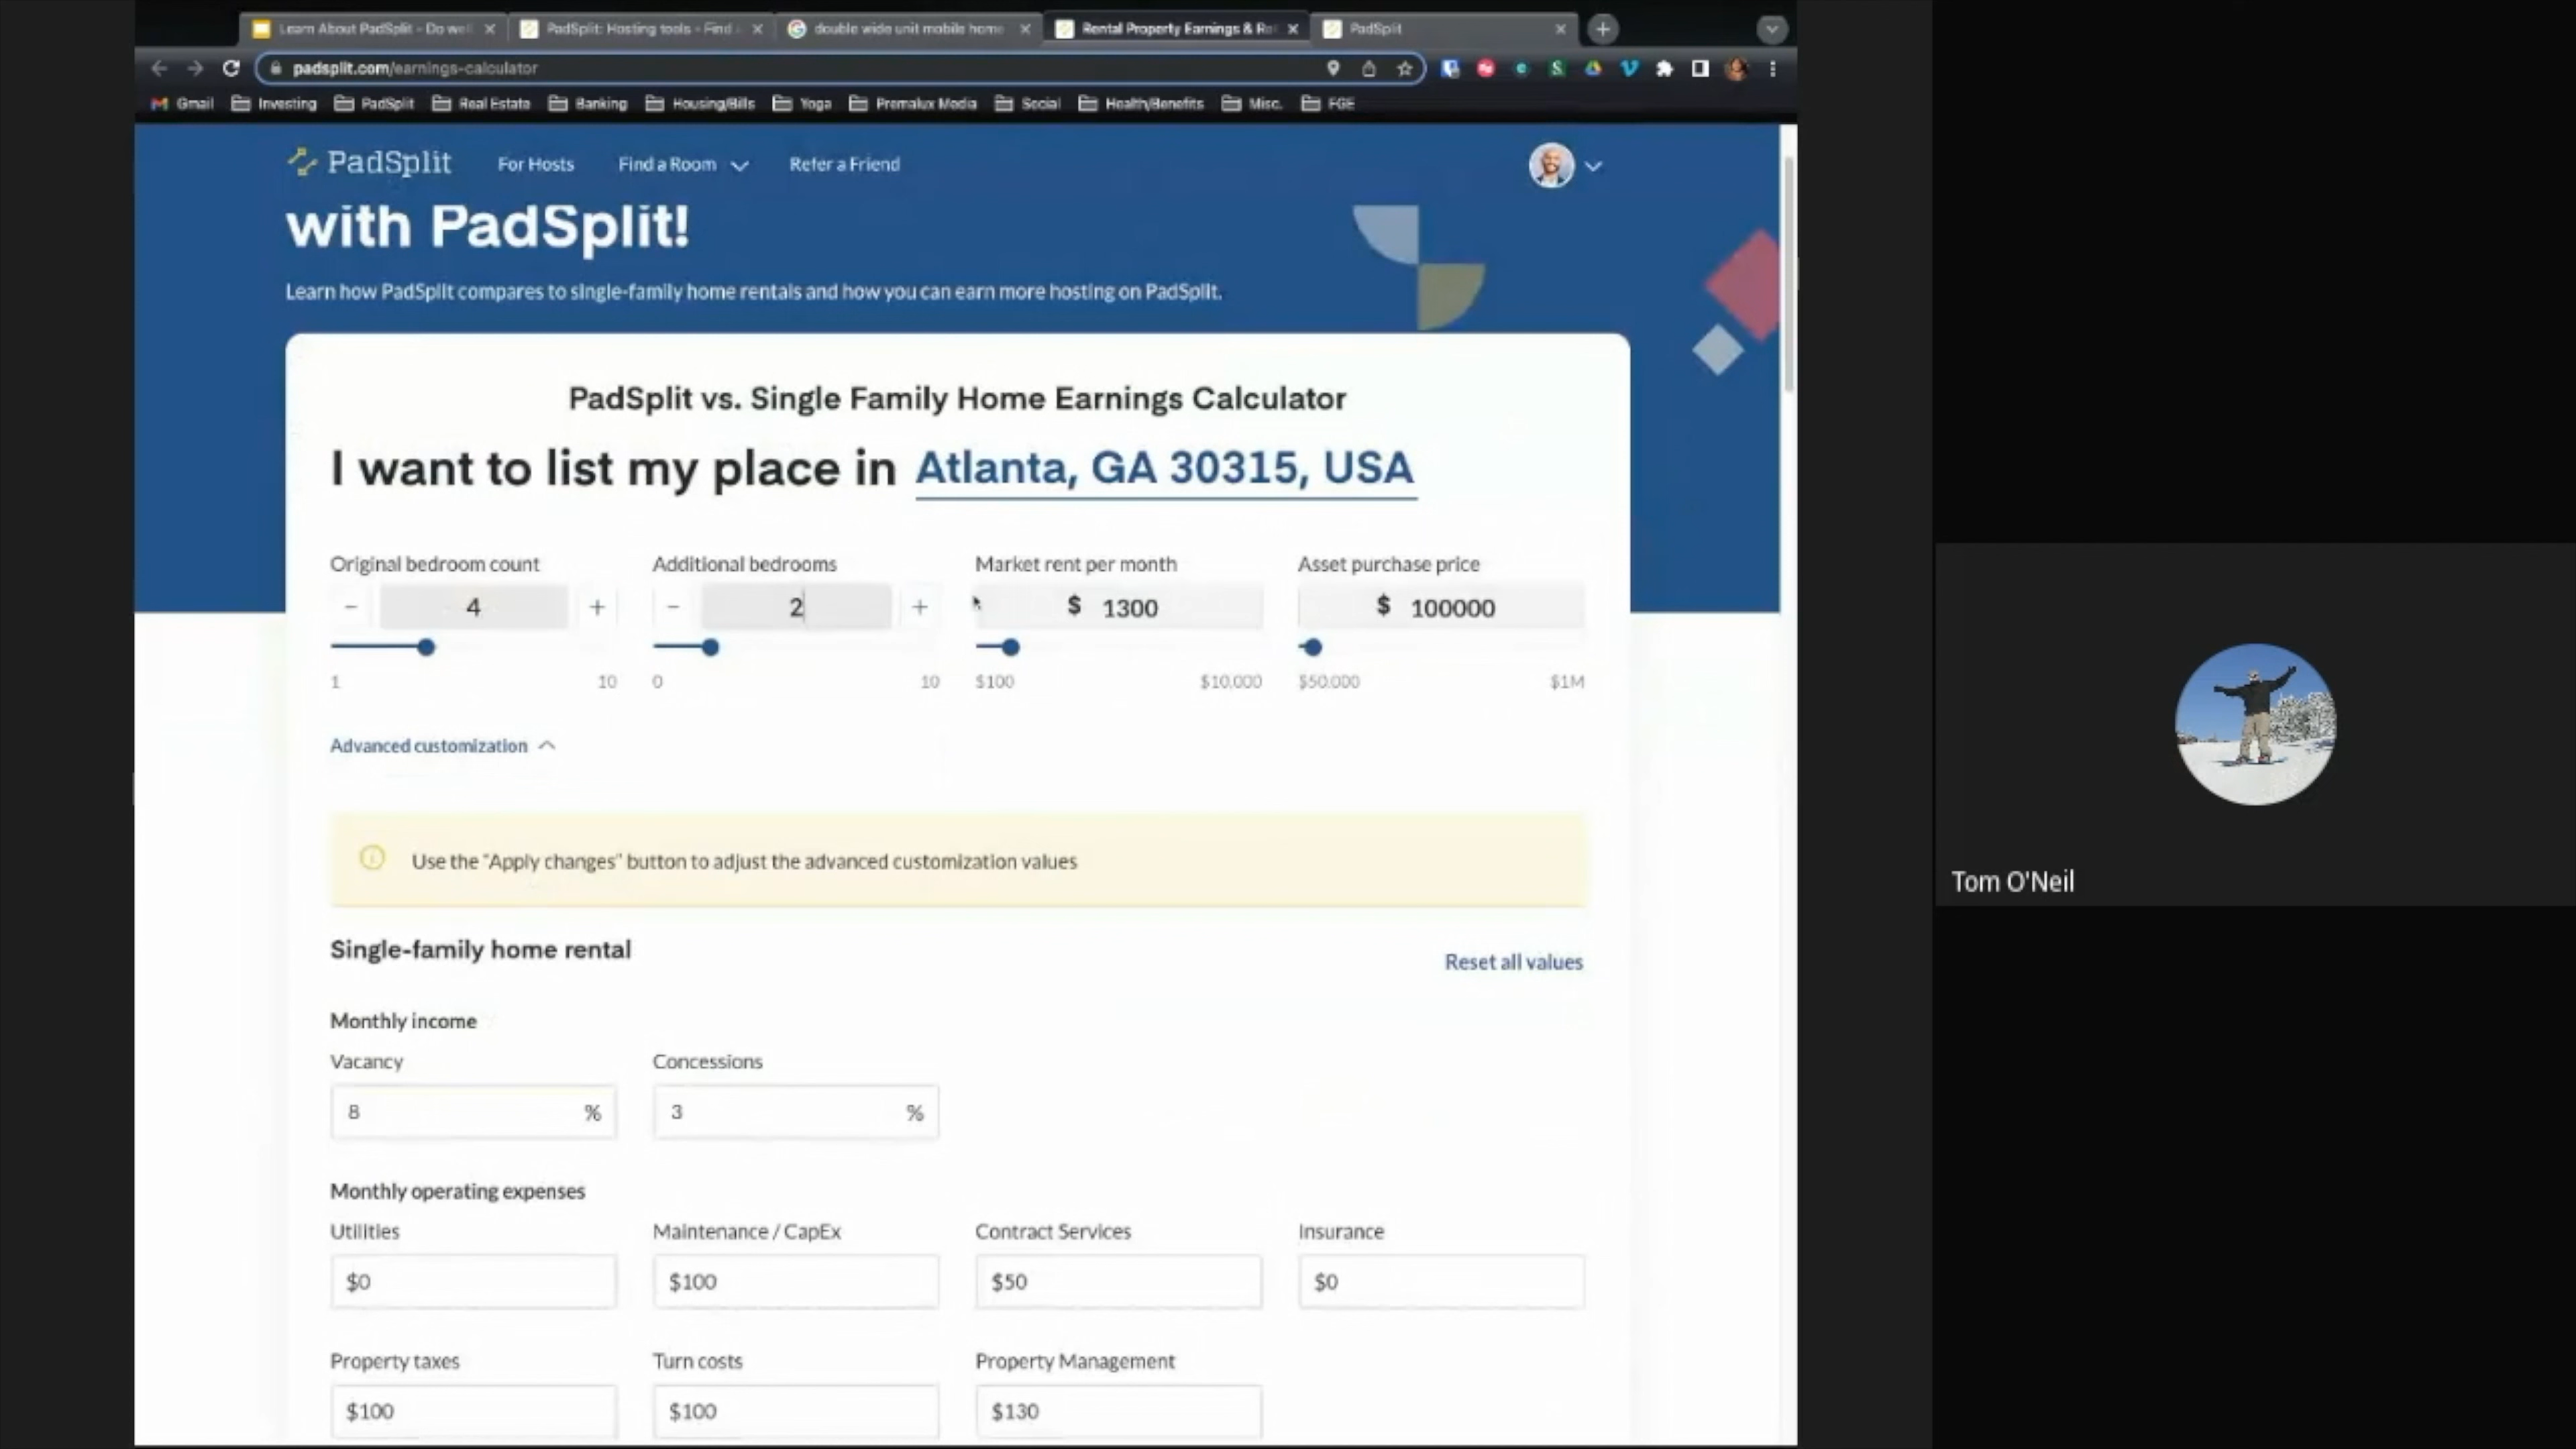 Learn About PadSplit - Do well
PadSplit: Hosting tools - Find
double wide unit mobile home
Rental Property Earnings & Ro
PadSplit
padsplit.com/earnings-calculator
Gmail Investing PadSplit Real Estate Banking Housing/Bills Yoga Premalux Media Social Health/Benefits Misc. FGE
PadSplit For Hosts Find a Room Refer a Friend
with PadSplit!
Learn how PadSplit compares to single-family home rentals and how you can earn more hosting on PadSplit.
PadSplit vs. Single Family Home Earnings Calculator
I want to list my place in Atlanta, GA 30315, USA
Original bedroom count Additional bedrooms Market rent per month Asset purchase price
- 4 + - 2 + $ 1300 $ 100000
1 10 0 10 $100 $10,000 $50,000 $1M
Advanced customization
Use the "Apply changes" button to adjust the advanced customization values
Single-family home rental
Reset all values
Monthly income
Vacancy Concessions
8 % 3 %
Monthly operating expenses
Utilities Maintenance / CapEx Contract Services Insurance
$0 $100 $50 $0
Property taxes Turn costs Property Management
$100 $100 $130
Tom O'Neil